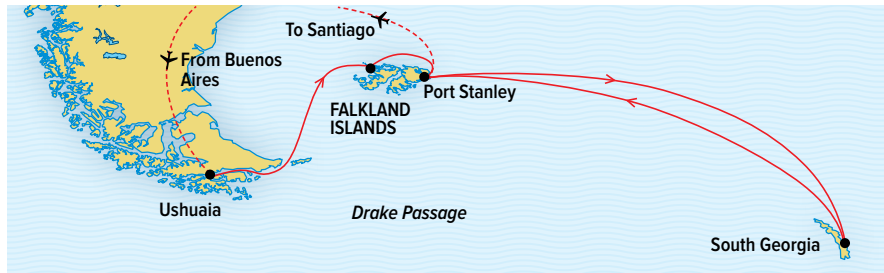 To Santiago
From Buenos
Aires
Port Stanley
FALKLAND
ISLANDS
Ushuaia
Drake Passage
South Georgia